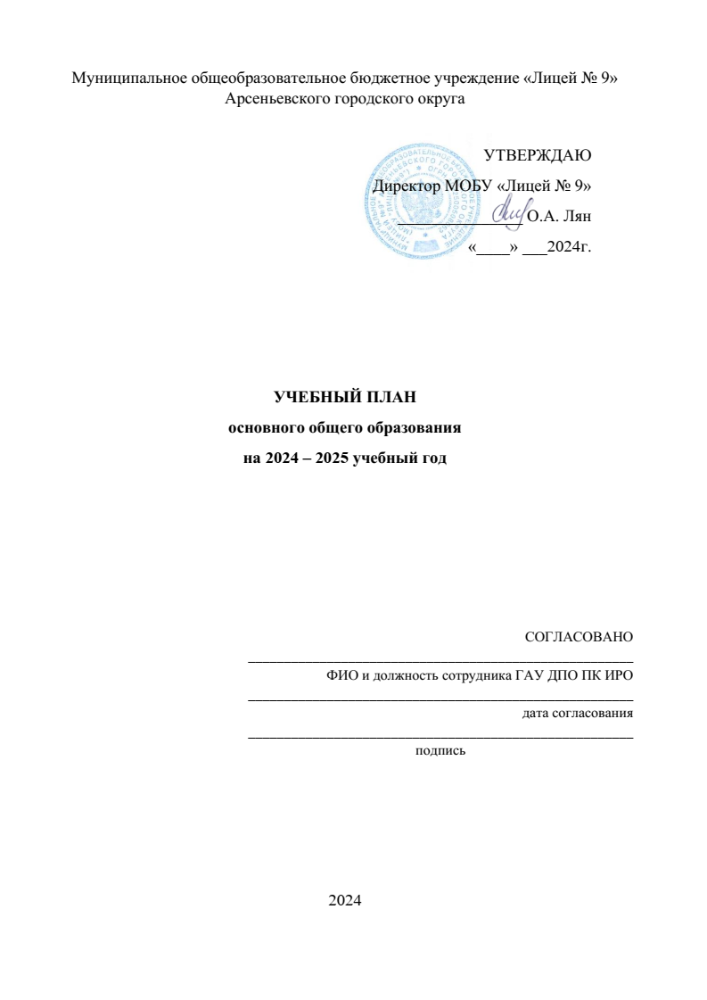 Муниципальное общеобразовательное бюджетное учреждение «Лицей № 9»
Арсеньевского городского округа
УТВЕРЖДАЮ
Директор МОБУ «Лицей № 9»
_______________ О.А. Лян
«____» ___2024г.
УЧЕБНЫЙ ПЛАН
основного общего образования
на 2024 – 2025 учебный год
СОГЛАСОВАНО
ФИО и должность сотрудника ГАУ ДПО ПК ИРО
дата согласования
подпись
2024